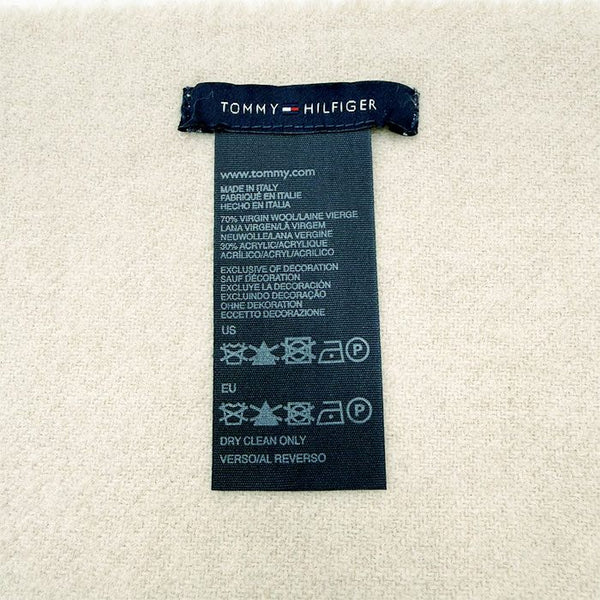 TOMMY HILFIGER
www.tommy.com
MADE IN ITALY
FABRIQUÉ EN ITALIE
HECHO EN ITALIA
70% VIRGIN WOOL/LAINE VIERGE
LANA VIRGEN/LÃ VIRGEM
NEUWOLLE/LANA VERGINE
30% ACRYLIC/ACRYLIQUE
ACRÍLICO/ACRYL/ACRILICO
EXCLUSIVE OF DECORATION
SAUF DÉCORATION
EXCLUYE LA DECORACIÓN
EXCLUINDO DECORAÇÃO
OHNE DEKORATION
ECCETTO DECORAZIONE
US
P
EU
P
DRY CLEAN ONLY
VERSO/AL REVERSO